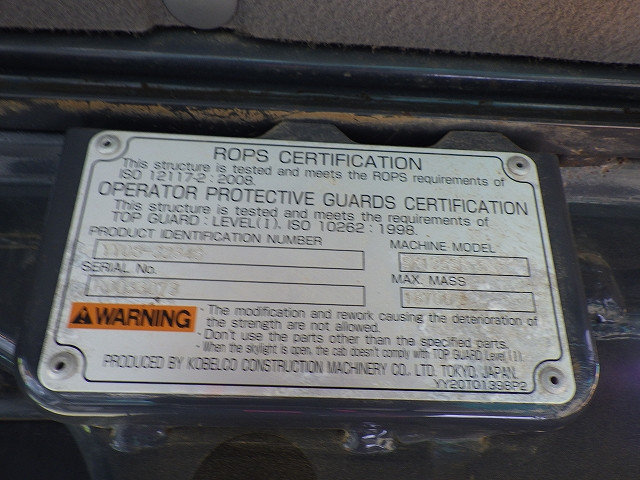 ROPS CERTIFICATION
This structure is tested and meets the ROPS requirements of
ISO 12117-2 : 2008.
OPERATOR PROTECTIVE GUARDS CERTIFICATION
This structure is tested and meets the requirements of
TOP GUARD : LEVEL(I). ISO 10262 : 1998.
PRODUCT IDENTIFICATION NUMBER
MACHINE MODEL
SERIAL No.
MAX. MASS
WARNING
· The modification and rework causing the deterioration of
the strength are not allowed.
· Don't use the parts other than the specified parts.
· When the skylight is open, the cab doesn't comply with TOP GUARD Level(I).
PRODUCED BY KOBELCO CONSTRUCTION MACHINERY CO., LTD. TOKYO, JAPAN.
YY20T01398P2